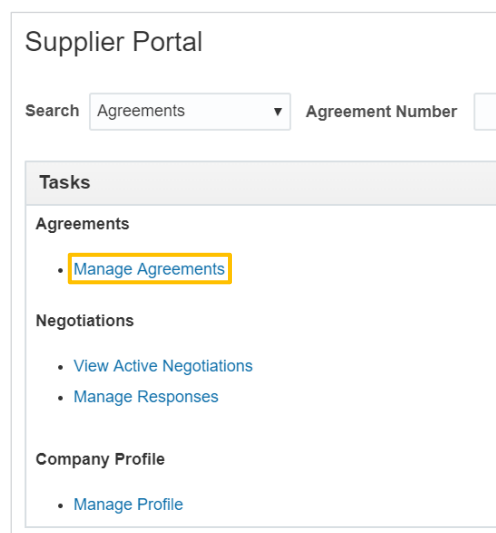 Supplier Portal
Search Agreements ▼ Agreement Number
Tasks
Agreements
• Manage Agreements
Negotiations
• View Active Negotiations
• Manage Responses
Company Profile
• Manage Profile